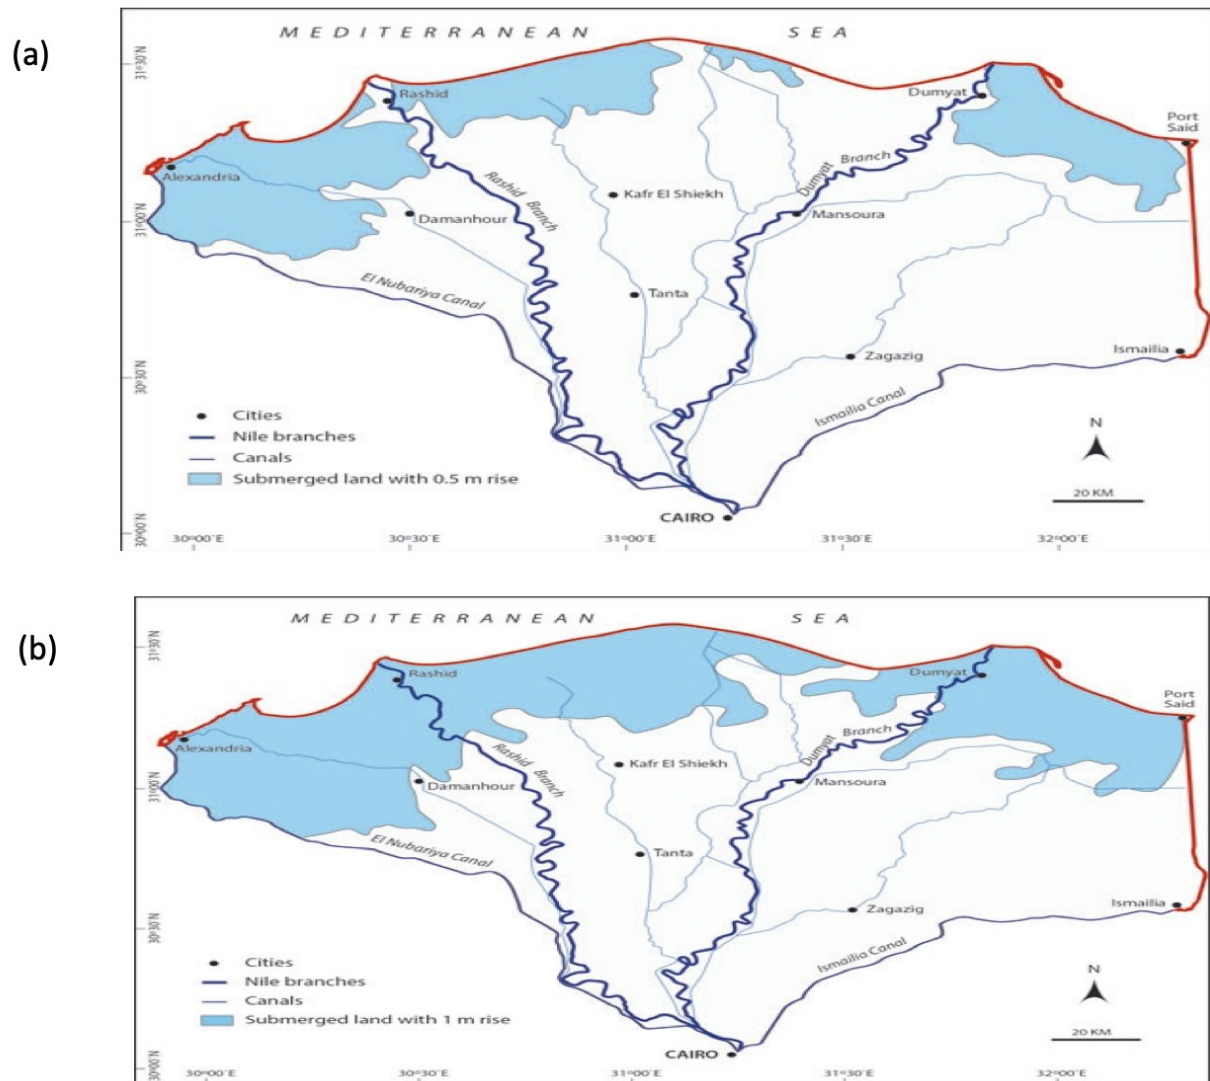 (a)
MEDITERRANEAN SEA
31°30'N
31°00'N
30°30'N
30°00'N
Rashid
Dumyat
Port
Said
Alexandria
Rashid Branch
Dumyat Branch
Kafr El Shiekh
Damanhour
Mansoura
El Nubariya Canal
Tanta
Ismailia
Zagazig
Ismailia Canal
Cities
Nile branches
Canals
Submerged land with 0.5 m rise
N
20 KM
CAIRO
30°00'E 30°30'E 31°00'E 31°30'E 32°00'E
(b)
MEDITERRANEAN SEA
31°30'N
31°00'N
30°30'N
30°00'N
Rashid
Dumyat
Port
Said
Alexandria
Rashid Branch
Dumyat Branch
Kafr El Shiekh
Damanhour
Mansoura
El Nubariya Canal
Tanta
Ismailia
Zagazig
Ismailia Canal
Cities
Nile branches
Canals
Submerged land with 1 m rise
N
20 KM
CAIRO
30°00'E 30°30'E 31°00'E 31°30'E 32°00'E